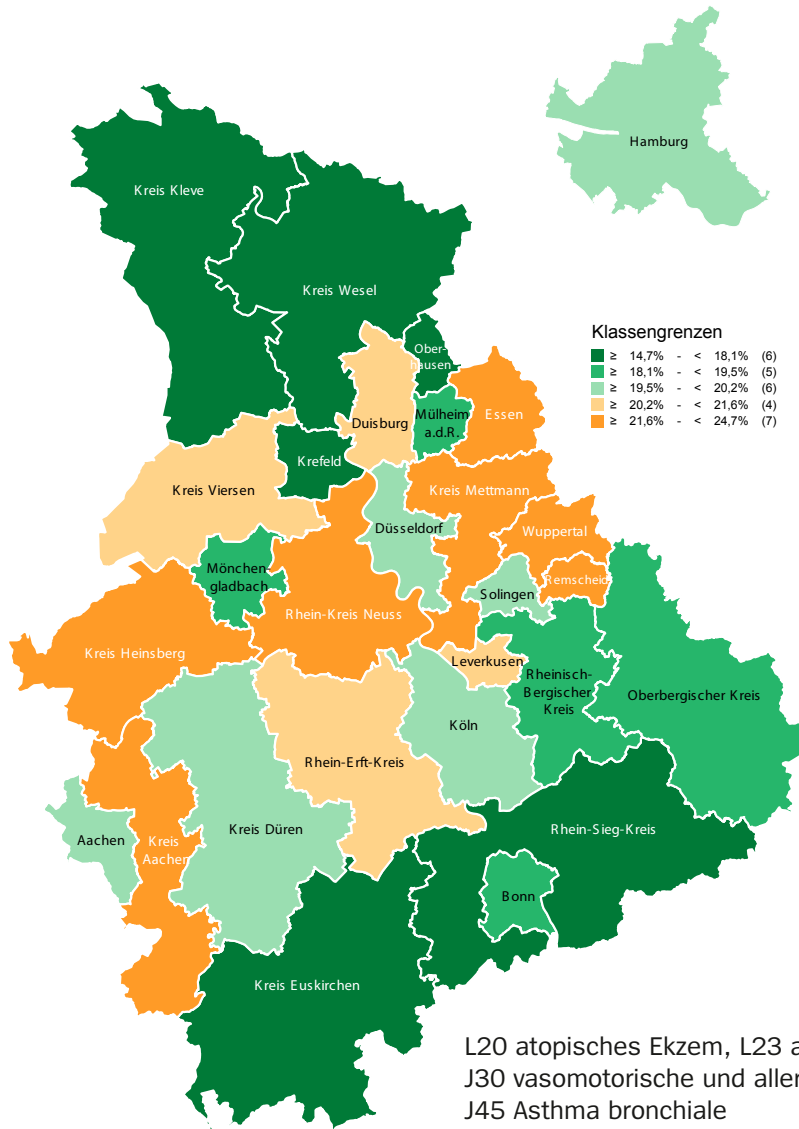 Hamburg
Kreis Kleve
Kreis Wesel
Klassengrenzen
≥ 14,7% - < 18,1% (6)
≥ 18,1% - < 19,5% (5)
≥ 19,5% - < 20,2% (6)
≥ 20,2% - < 21,6% (4)
≥ 21,6% - < 24,7% (7)
Ober-
hausen
Duisburg
Mülheim
a.d.R.
Essen
Krefeld
Kreis Viersen
Kreis Mettmann
Düsseldorf
Wuppertal
Mönchen-
gladbach
Remscheid
Solingen
Rhein-Kreis Neuss
Kreis Heinsberg
Leverkusen
Rheinisch-
Bergischer
Kreis
Oberbergischer Kreis
Köln
Rhein-Erft-Kreis
Kreis Düren
Rhein-Sieg-Kreis
Aachen
Kreis
Aachen
Bonn
Kreis Euskirchen
L20 atopisches Ekzem, L23 a
J30 vasomotorische und aller
J45 Asthma bronchiale